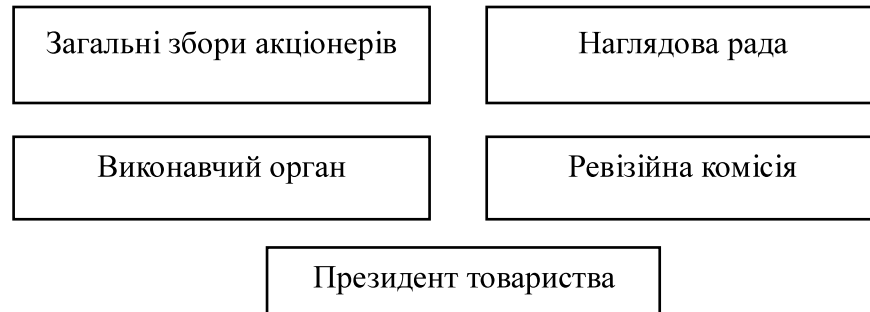 Загальні збори акціонерів
Наглядова рада
Виконавчий орган
Ревізійна комісія
Президент товариства